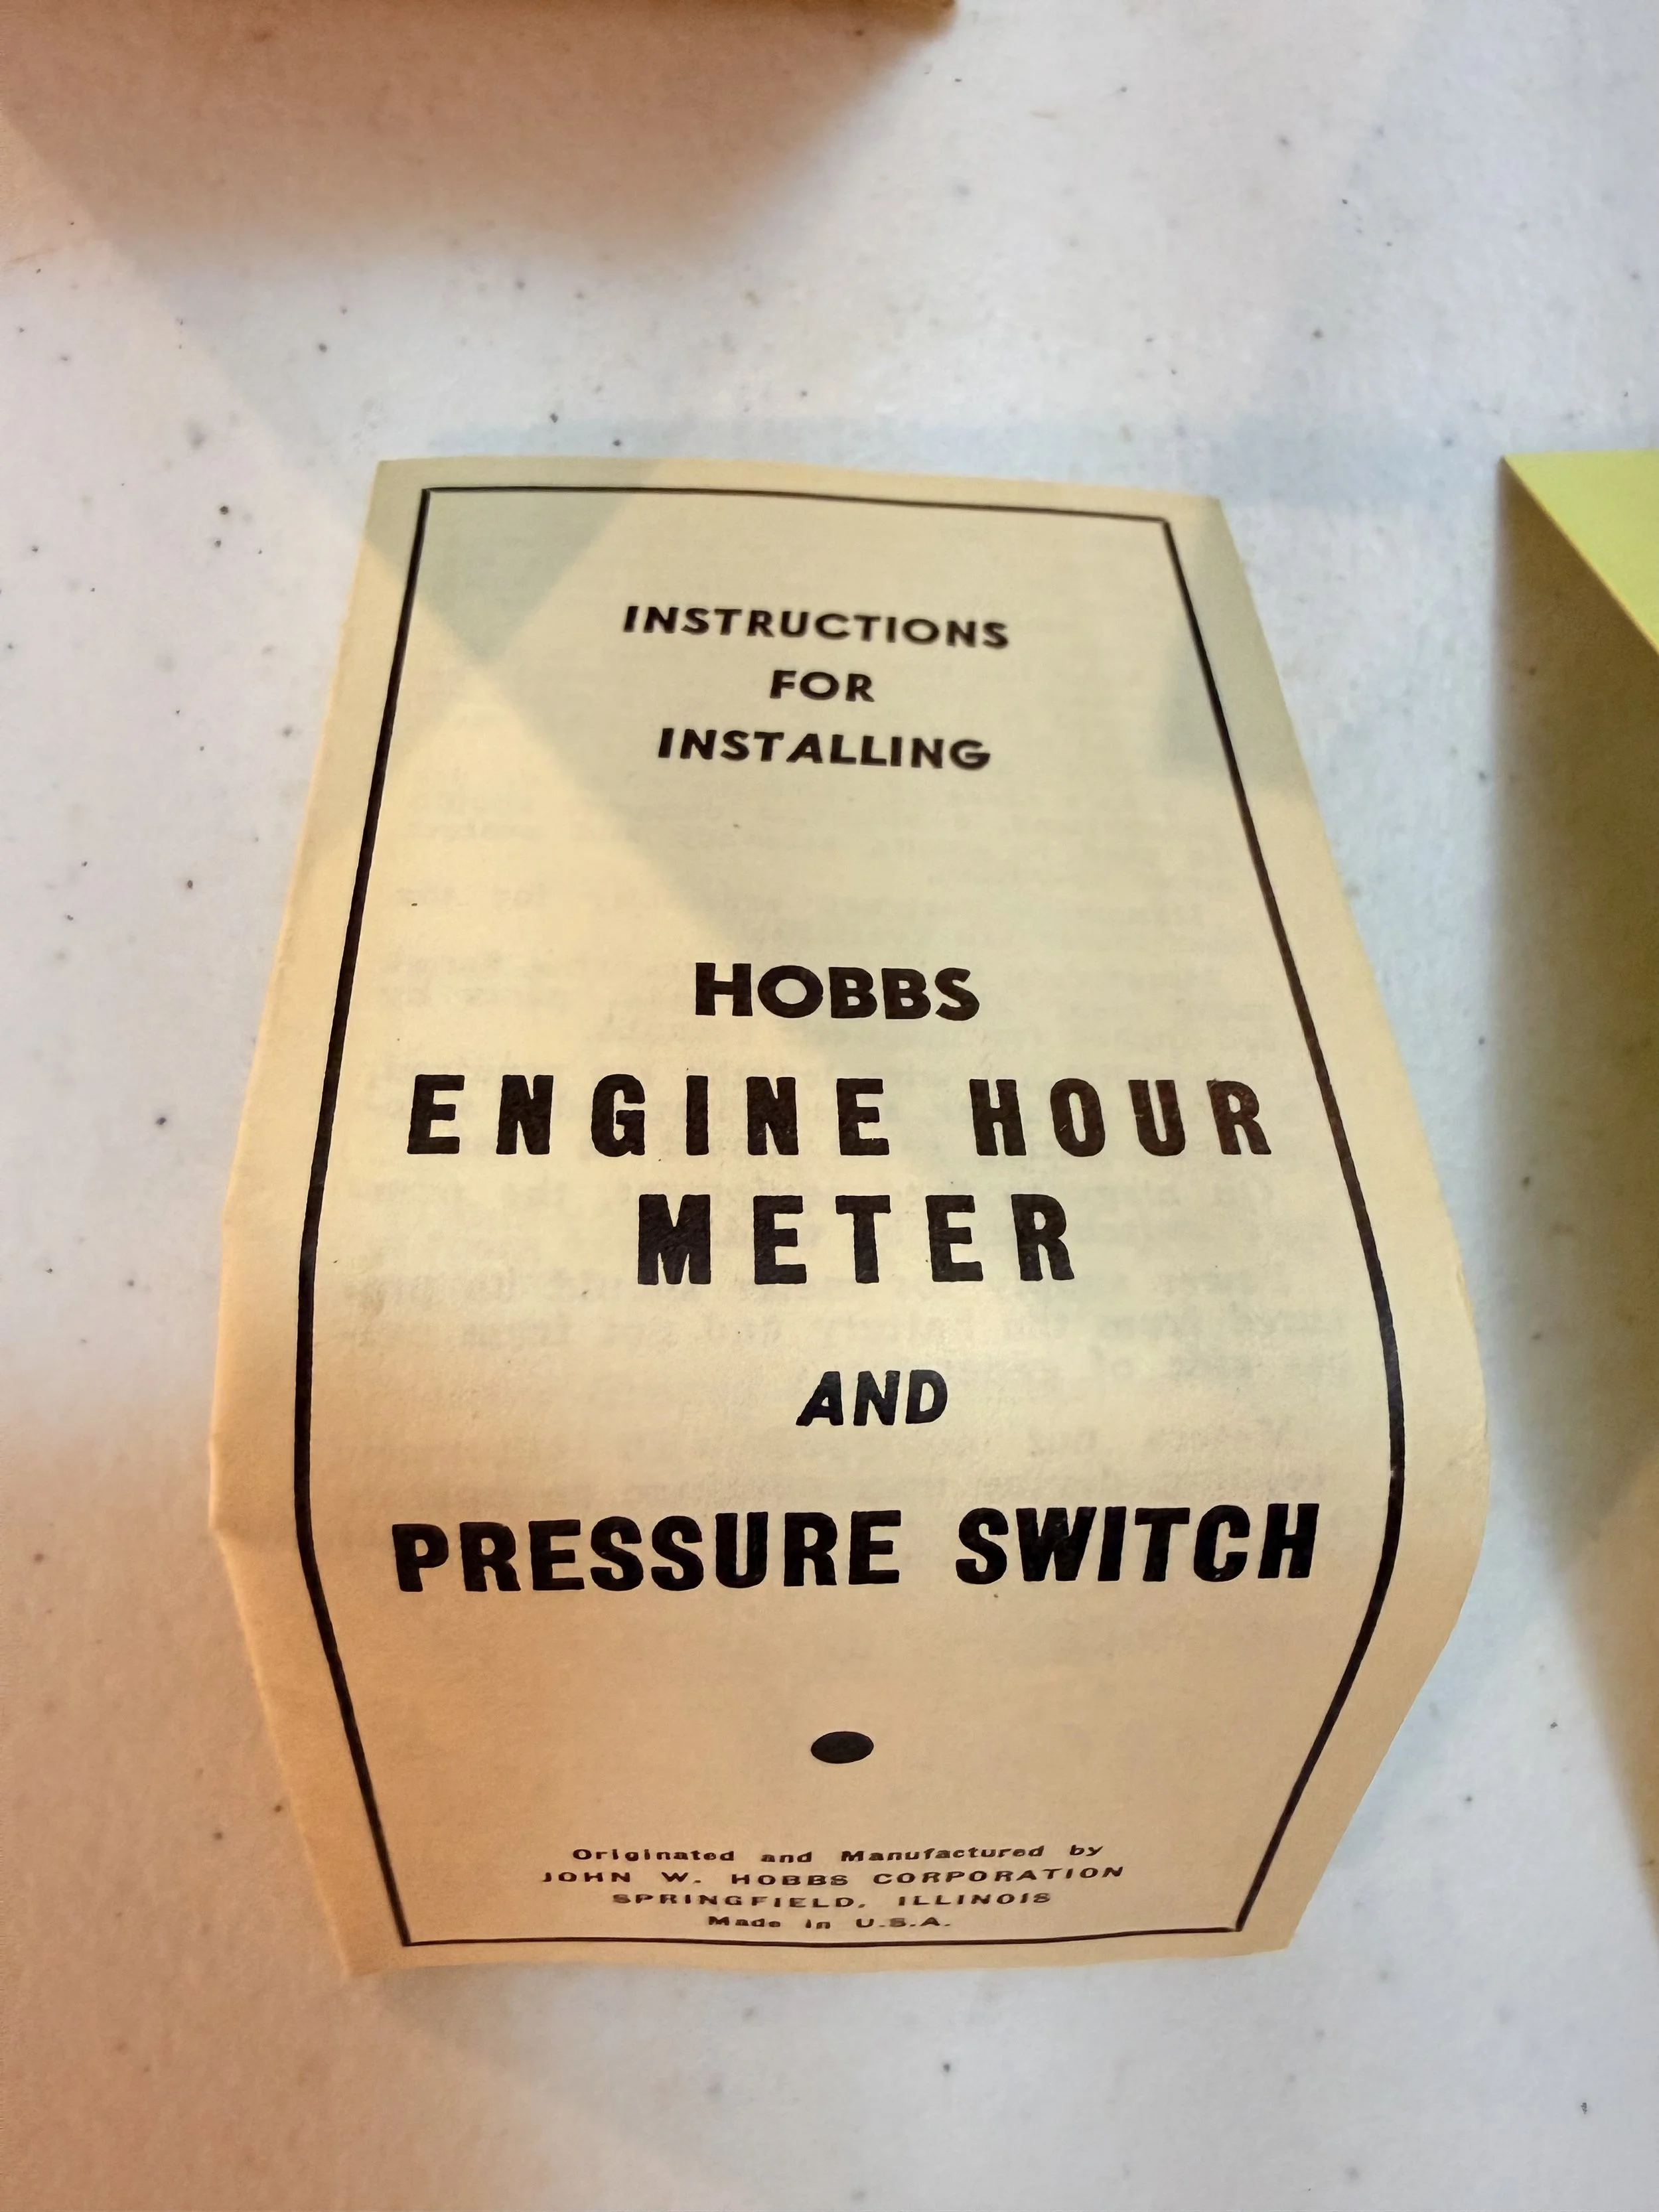 INSTRUCTIONS
FOR
INSTALLING
HOBBS
ENGINE HOUR
METER
AND
PRESSURE SWITCH
Originated and Manufactured by
JOHN W. HOBBS CORPORATION
SPRINGFIELD, ILLINOIS
Made in U.S.A.